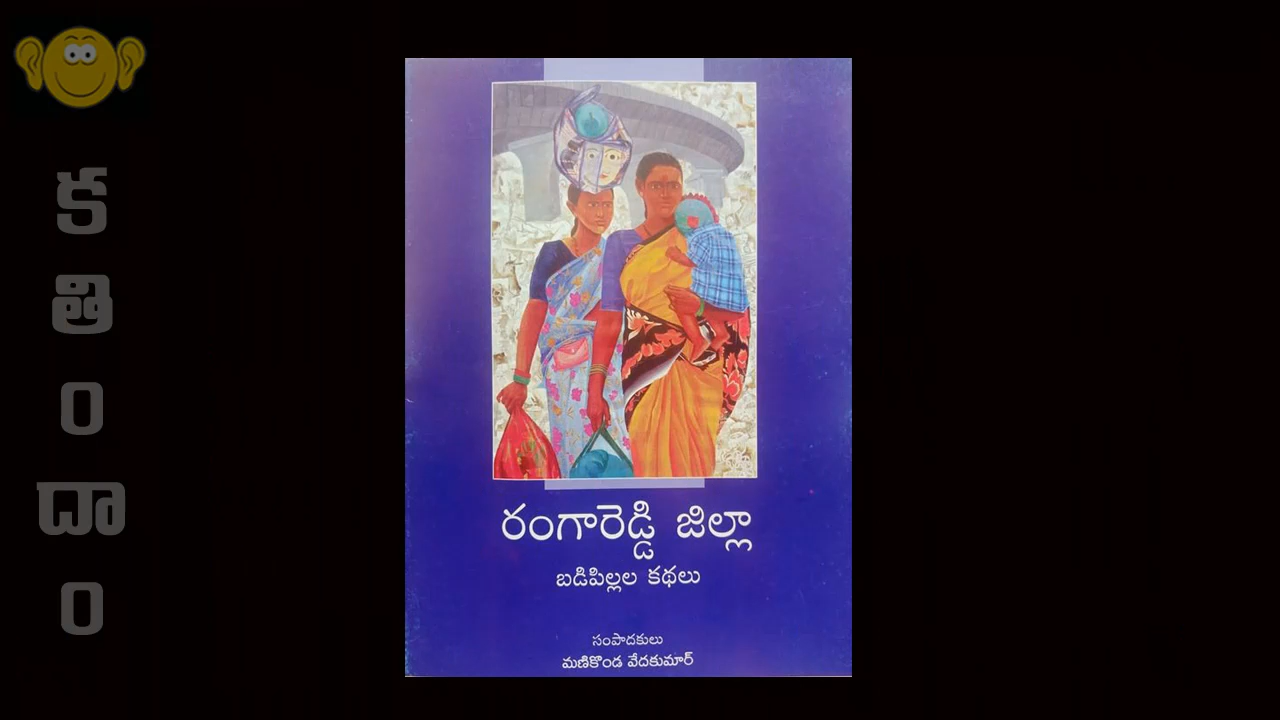 క
తి
ం
దా
ం
రంగారెడ్డి జిల్లా
బడిపిల్లల కథలు
సంపాదకులు
మణికొండ వేదకుమార్